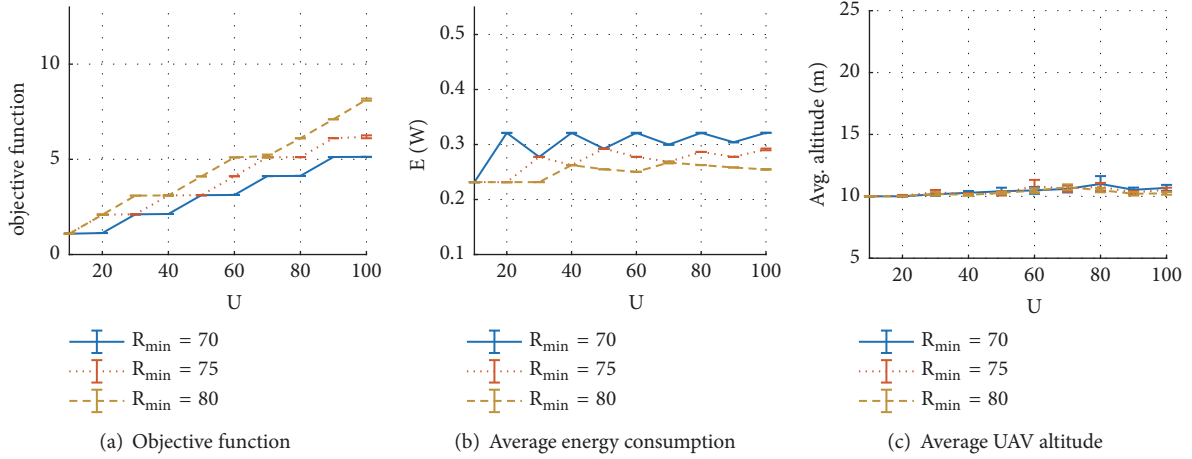 objective function
10
5
0
20
40
60
80
100
U
R_min = 70
R_min = 75
R_min = 80
(a) Objective function
E (W)
0.5
0.4
0.3
0.2
0.1
20
40
60
80
100
U
R_min = 70
R_min = 75
R_min = 80
(b) Average energy consumption
Avg. altitude (m)
25
20
15
10
5
20
40
60
80
100
U
R_min = 70
R_min = 75
R_min = 80
(c) Average UAV altitude